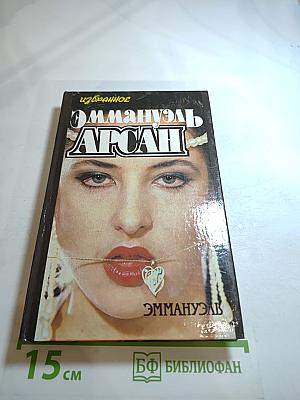 Избранное
ЭММАНУЭЛЬ
АРСАН
ЭММАНУЭЛЬ
15 см
БФ БИБЛИОФАН